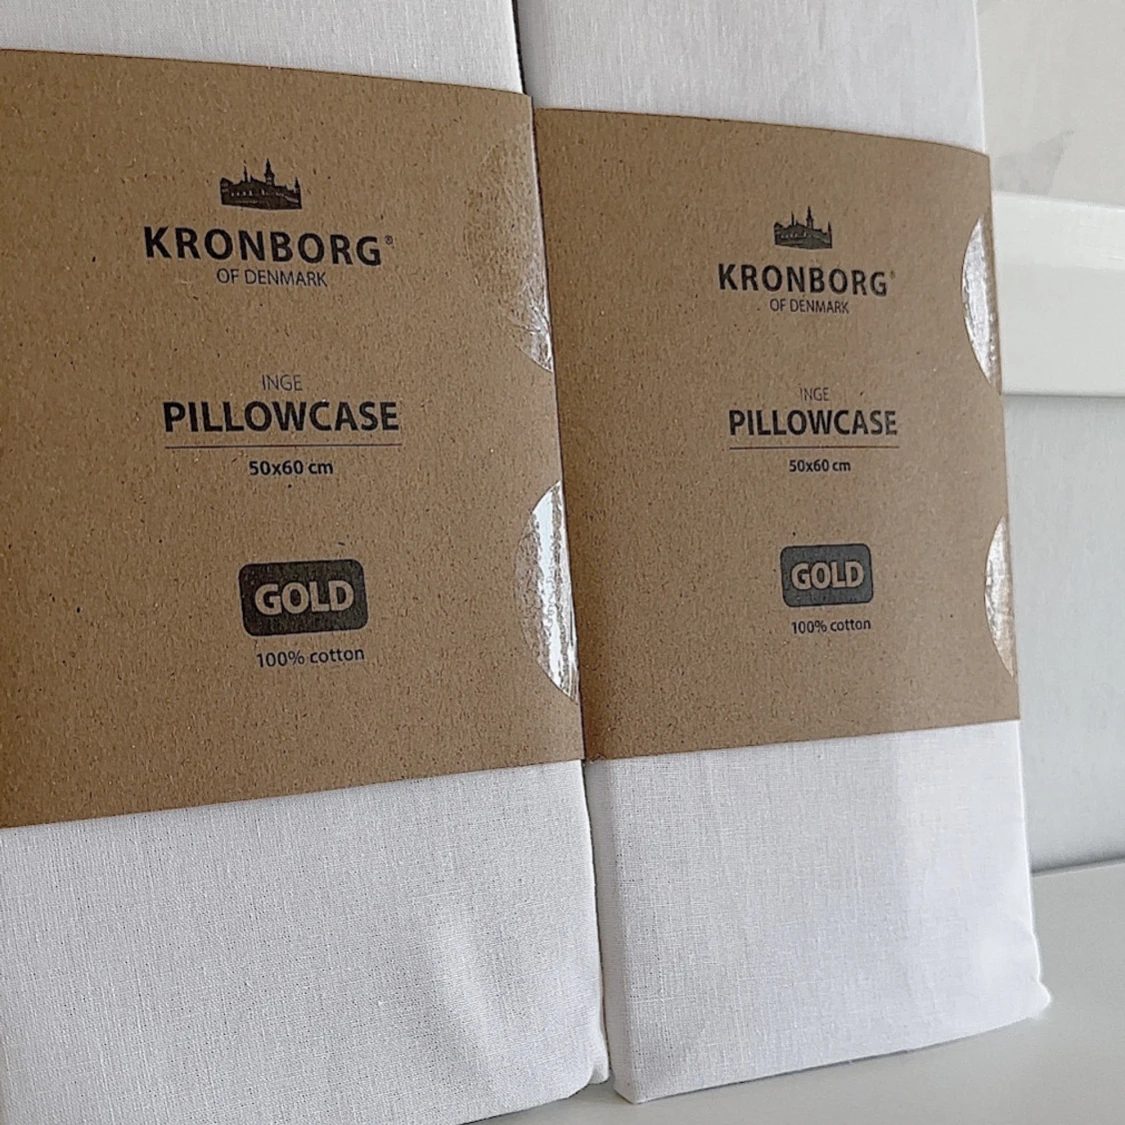 KRONBORG®
OF DENMARK
INGE
PILLOWCASE
50x60 cm
GOLD
100% cotton
KRONBORG®
OF DENMARK
INGE
PILLOWCASE
50x60 cm
GOLD
100% cotton